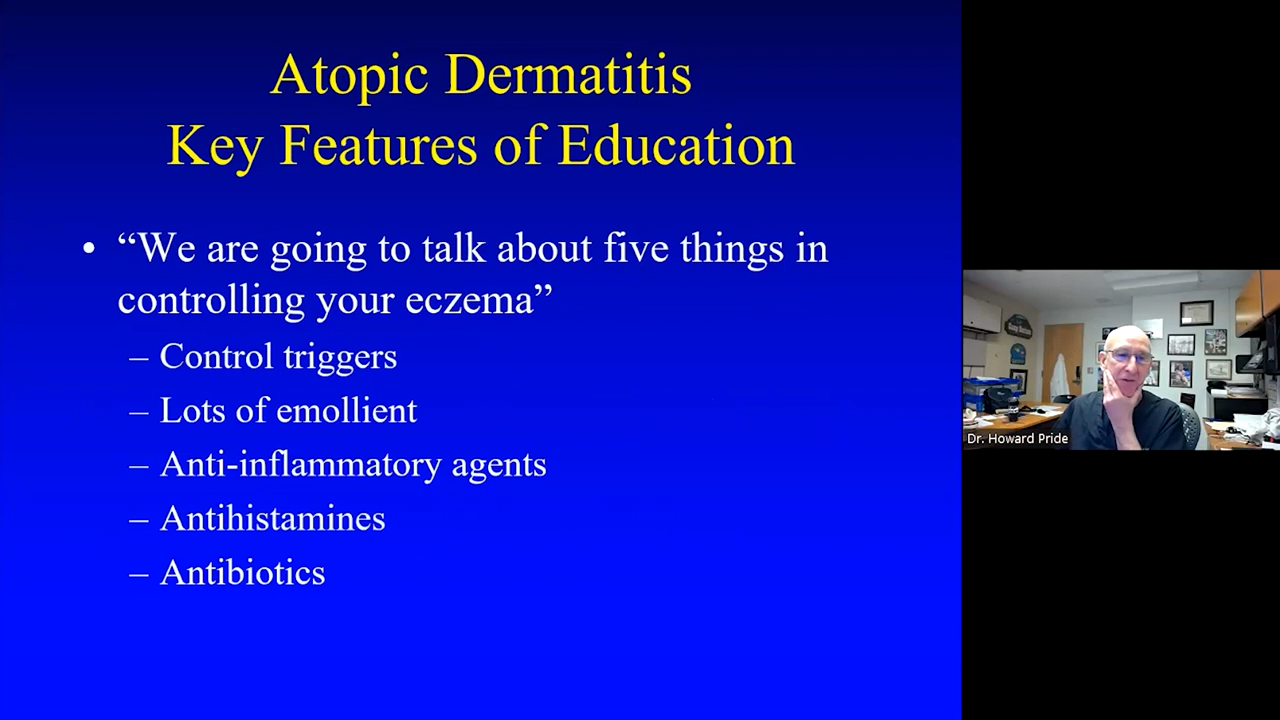 Atopic Dermatitis
Key Features of Education
• “We are going to talk about five things in
controlling your eczema”
– Control triggers
– Lots of emollient
– Anti-inflammatory agents
– Antihistamines
– Antibiotics
Dr. Howard Pride